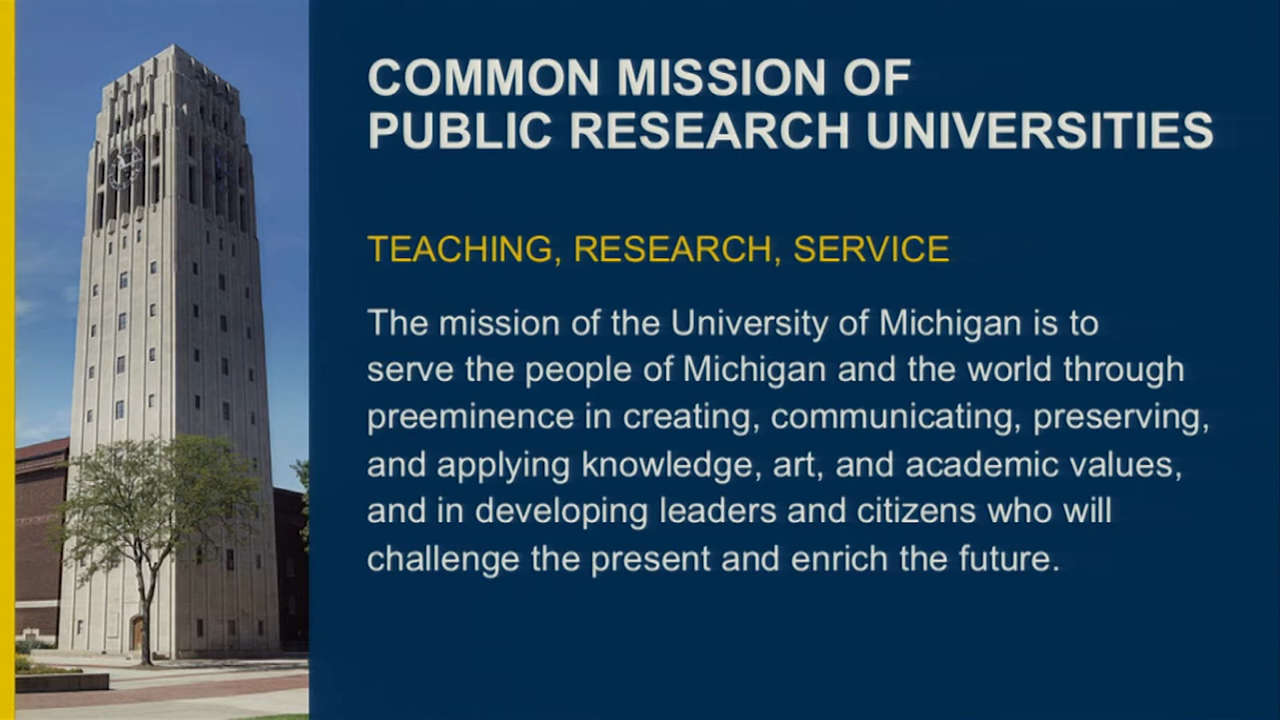 COMMON MISSION OF
PUBLIC RESEARCH UNIVERSITIES
TEACHING, RESEARCH, SERVICE
The mission of the University of Michigan is to
serve the people of Michigan and the world through
preeminence in creating, communicating, preserving,
and applying knowledge, art, and academic values,
and in developing leaders and citizens who will
challenge the present and enrich the future.